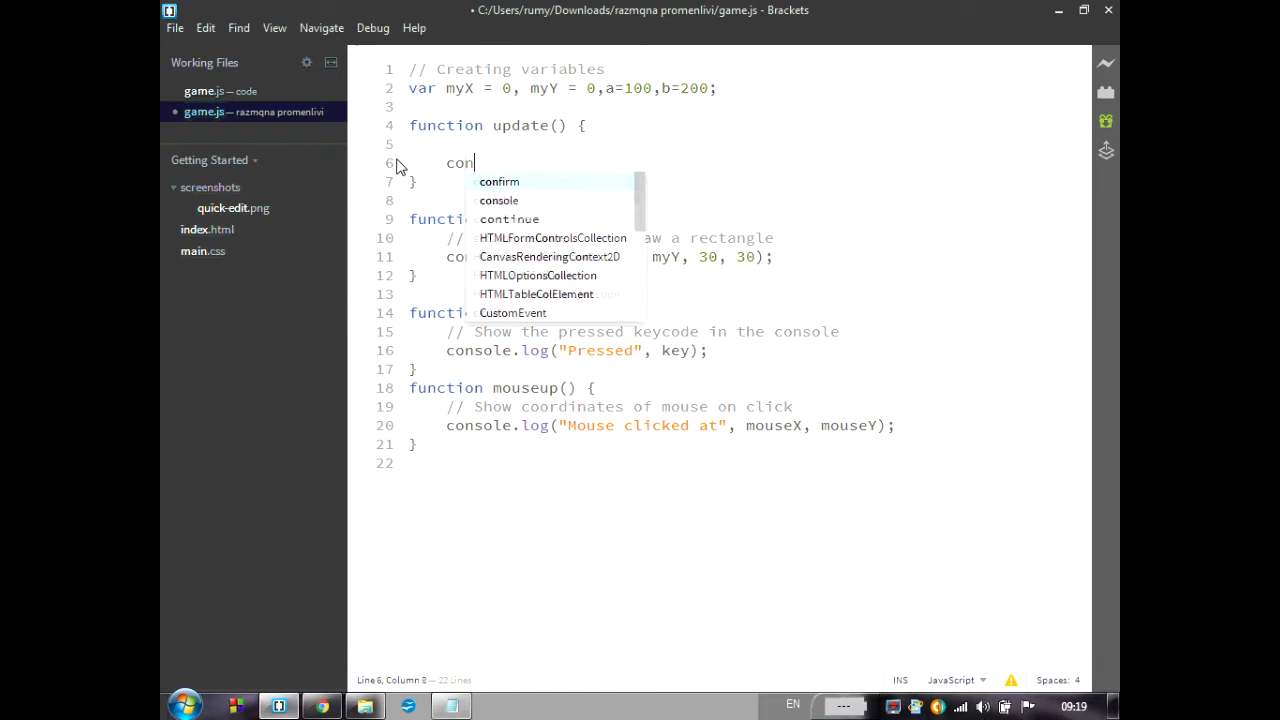 • C:/Users/rumy/Downloads/razmqna promenlivi/game.js - Brackets
File Edit Find View Navigate Debug Help
Working Files
game.js — code
• game.js — razmqna promenlivi
Getting Started
screenshots
quick-edit.png
index.html
main.css
1 // Creating variables
2 var myX = 0, myY = 0,a=100,b=200;
3
4 function update() {
5
6 con
7 }
confirm
8
console
9 functi
continue
10 // aw a rectangle
HTMLFormControlsCollection
11 co myY, 30, 30);
CanvasRenderingContext2D
12 }
HTMLOptionsCollection
13
HTMLTableColElement
14 functi
CustomEvent
15 // Show the pressed keycode in the console
16 console.log("Pressed", key);
17 }
18 function mouseup() {
19 // Show coordinates of mouse on click
20 console.log("Mouse clicked at", mouseX, mouseY);
21 }
22
Line 6, Column 8 — 22 Lines
INS JavaScript Spaces: 4
EN --- 09:19